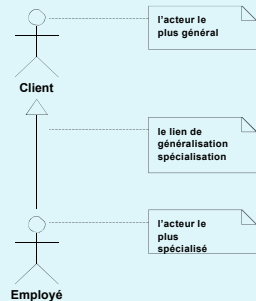 l'acteur le
plus général
Client
le lien de
généralisation
spécialisation
l'acteur le
plus
spécialisé
Employé